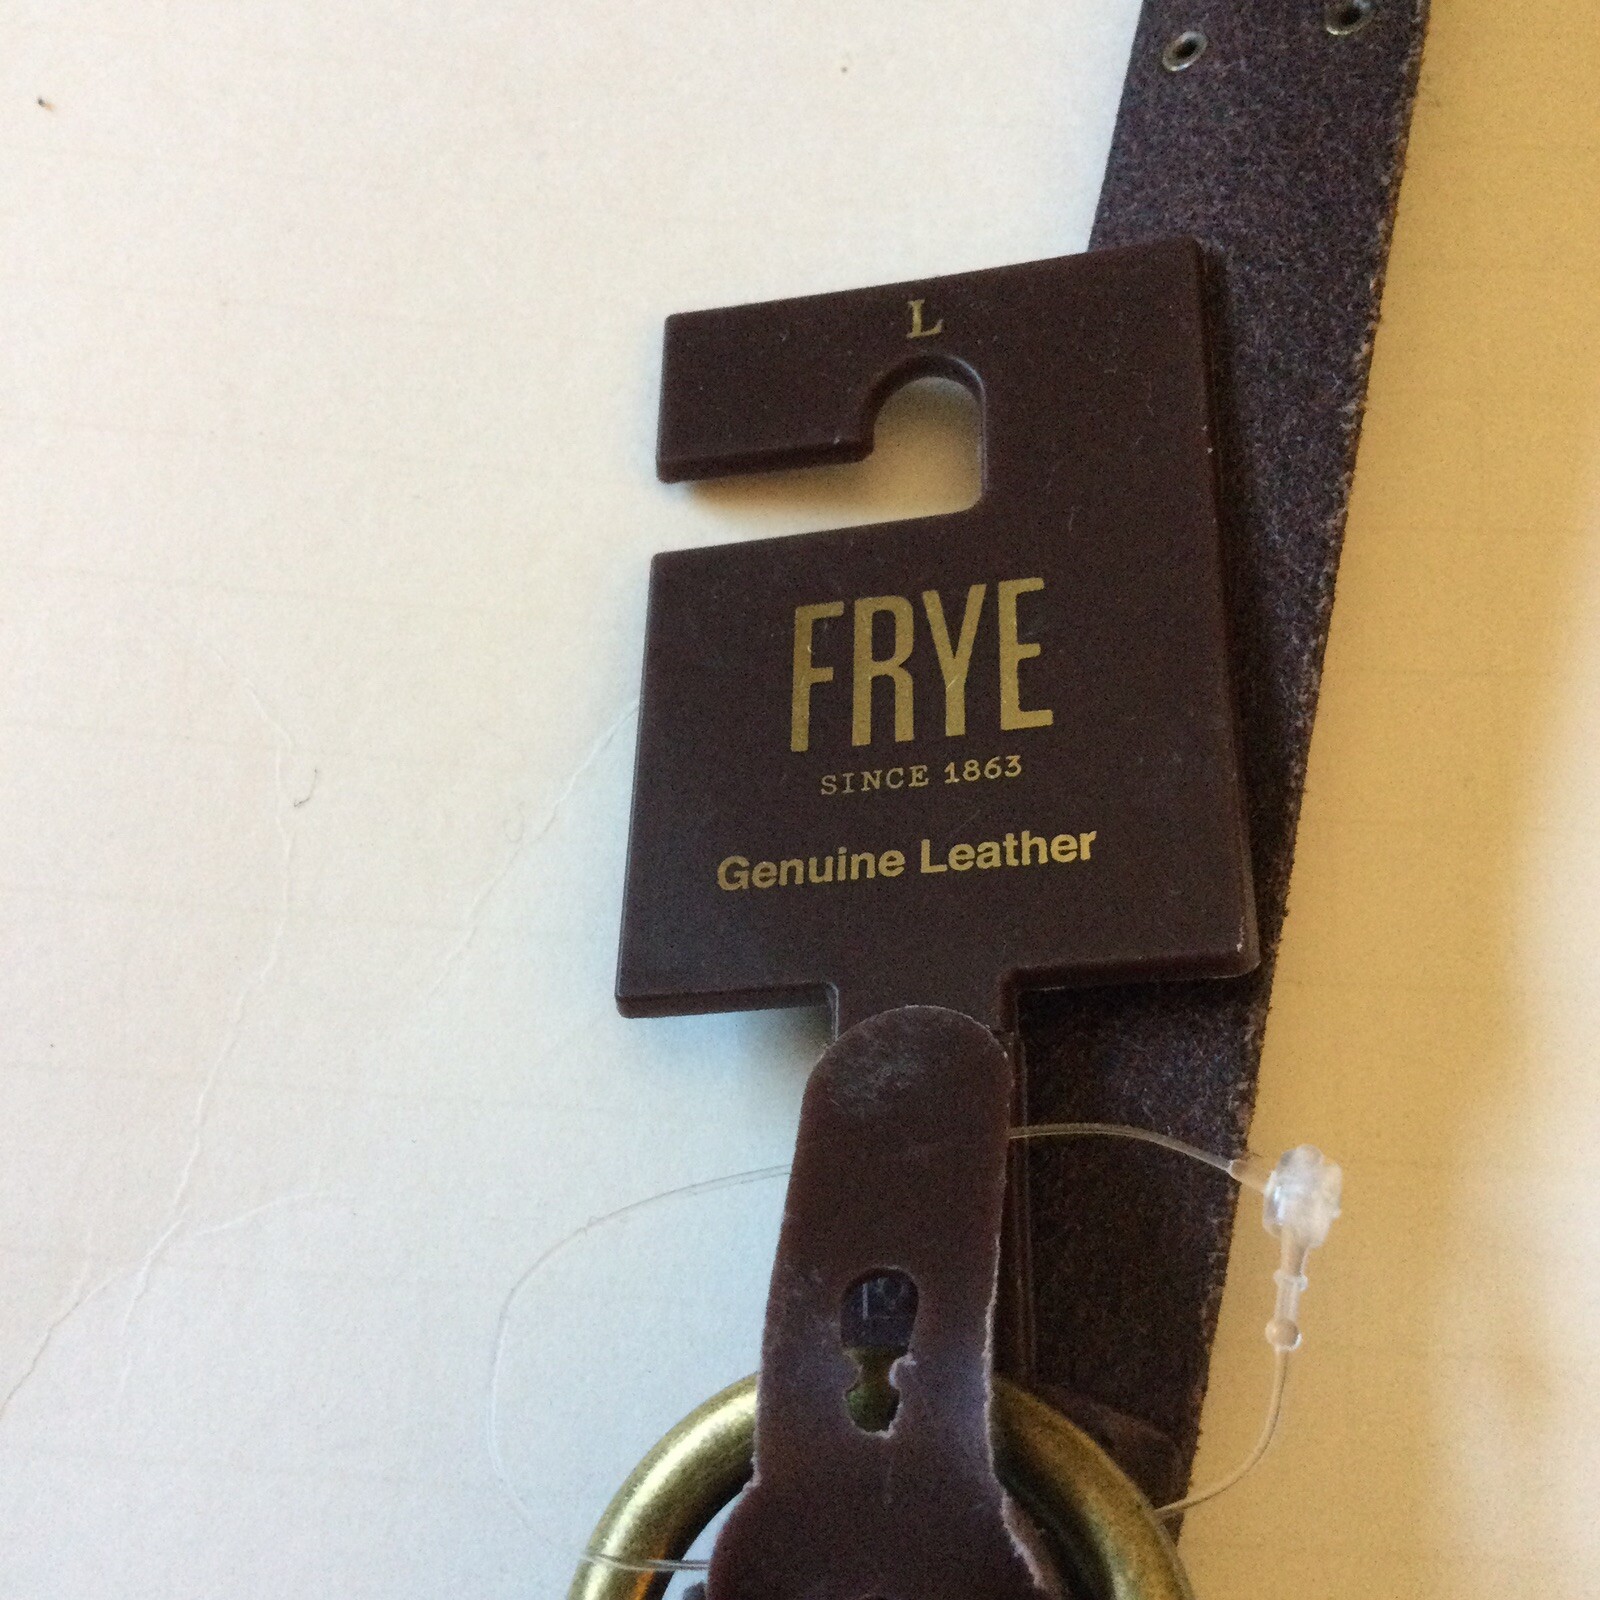 L
FRYE
SINCE 1863
Genuine Leather